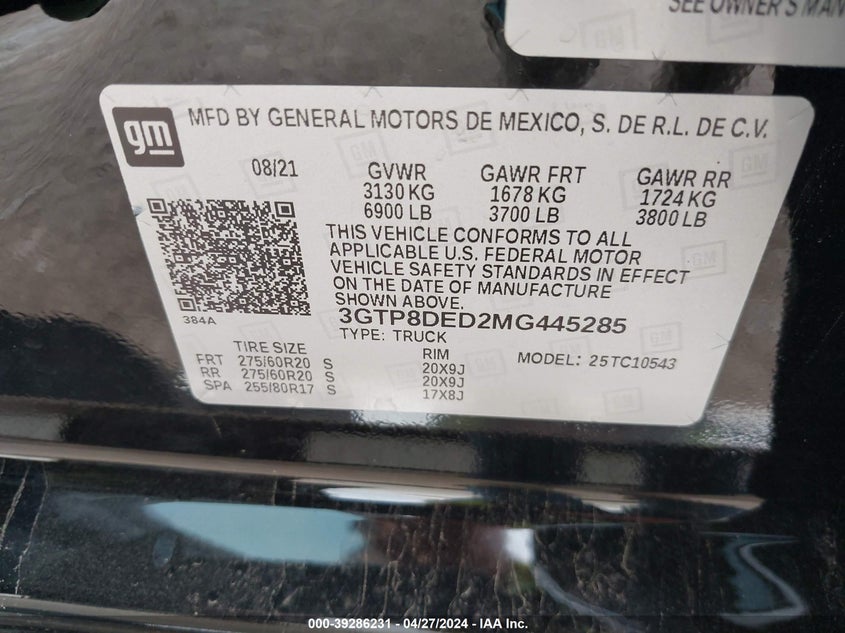 SEE OWNER'S MAN
gm MFD BY GENERAL MOTORS DE MEXICO, S. DE R.L. DE C.V.
08/21 GVWR GAWR FRT GAWR RR
3130 KG 1678 KG 1724 KG
6900 LB 3700 LB 3800 LB
THIS VEHICLE CONFORMS TO ALL
APPLICABLE U.S. FEDERAL MOTOR
VEHICLE SAFETY STANDARDS IN EFFECT
ON THE DATE OF MANUFACTURE
SHOWN ABOVE.
384A
3GTP8DED2MG445285
TYPE: TRUCK
TIRE SIZE RIM MODEL: 25TC10543
FRT 275/60R20 S 20X9J
RR 275/60R20 S 20X9J
SPA 255/80R17 S 17X8J
000-39286231 - 04/27/2024 - IAA Inc.